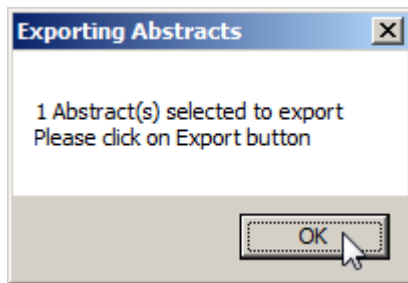 Exporting Abstracts
1 Abstract(s) selected to export
Please click on Export button
OK